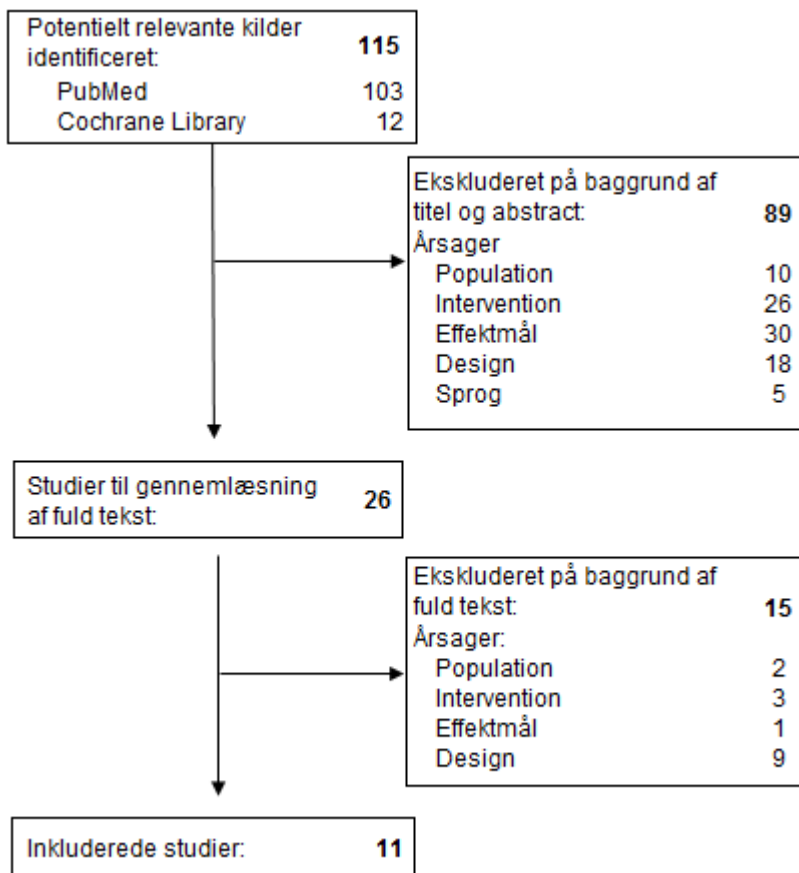 Potentielt relevante kilder
identificeret: 115
PubMed 103
Cochrane Library 12
Ekskluderet på baggrund af
titel og abstract: 89
Årsager
Population 10
Intervention 26
Effektmål 30
Design 18
Sprog 5
Studier til gennemlæsning
af fuld tekst: 26
Ekskluderet på baggrund af
fuld tekst: 15
Årsager:
Population 2
Intervention 3
Effektmål 1
Design 9
Inkluderede studier: 11